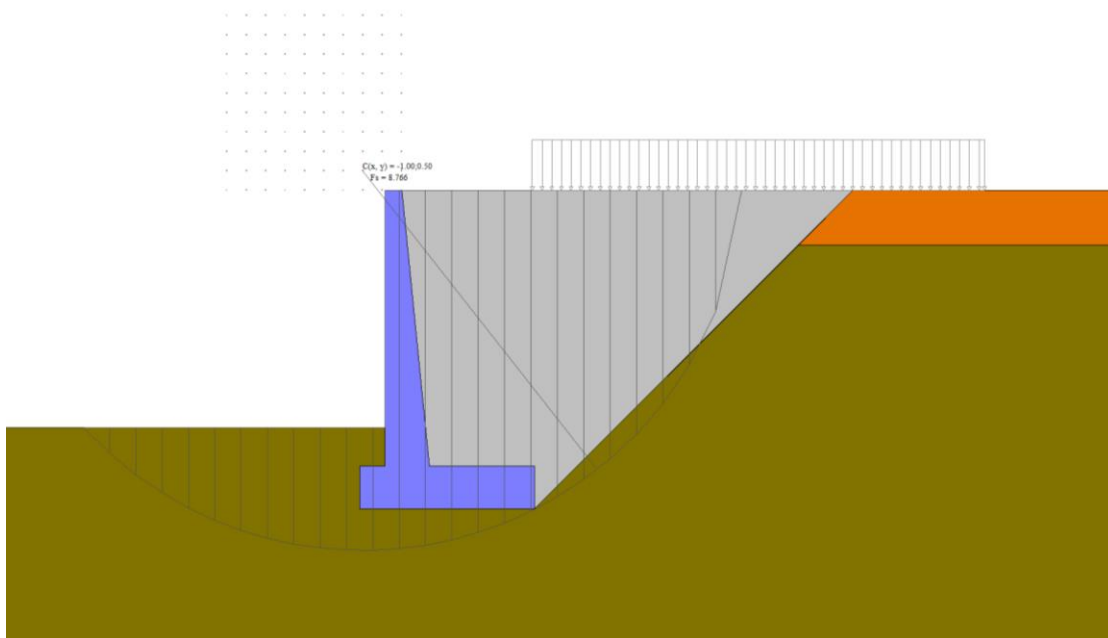 C(x, y) = -1.00;0.50
Fs = 8.766